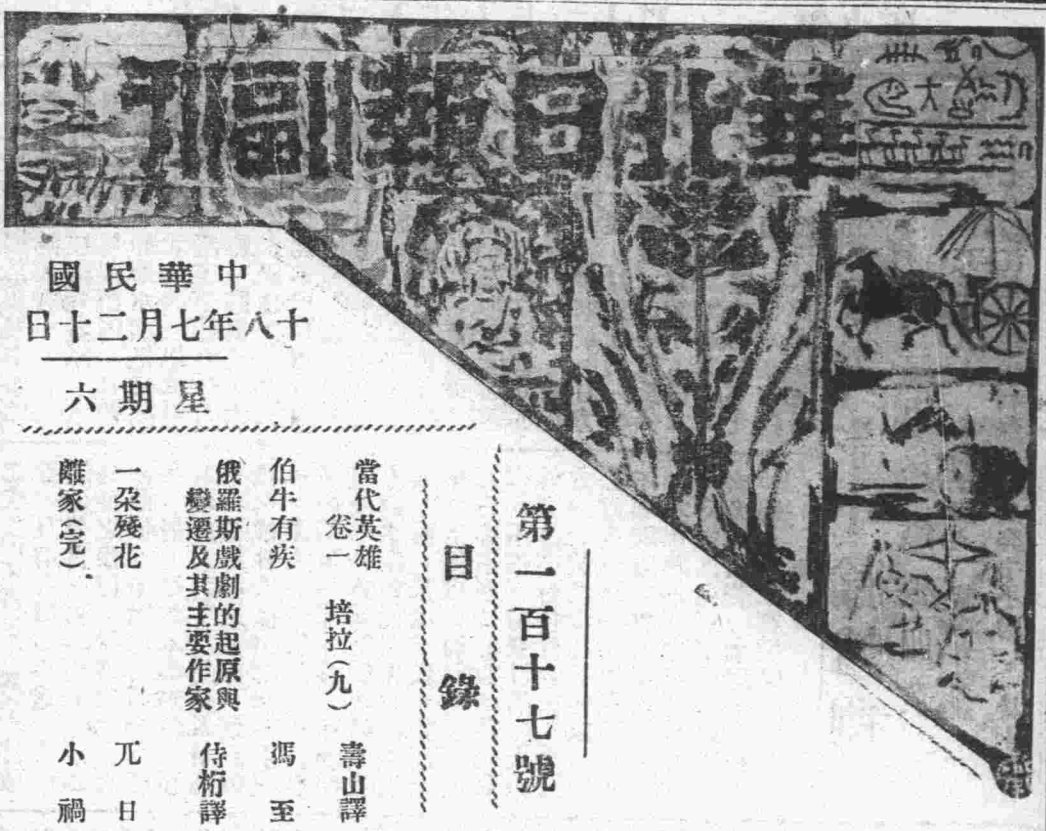 華北日報副刊
中華民國
十八年七月二十日
星期六
第一百十七號
目錄
當代英雄
卷一　培拉(九)　壽山譯
伯牛有疾　馮至
俄羅斯戲劇的起原與
變遷及其主要作家　侍桁譯
一朶殘花　兀日
離家(完)　小禍